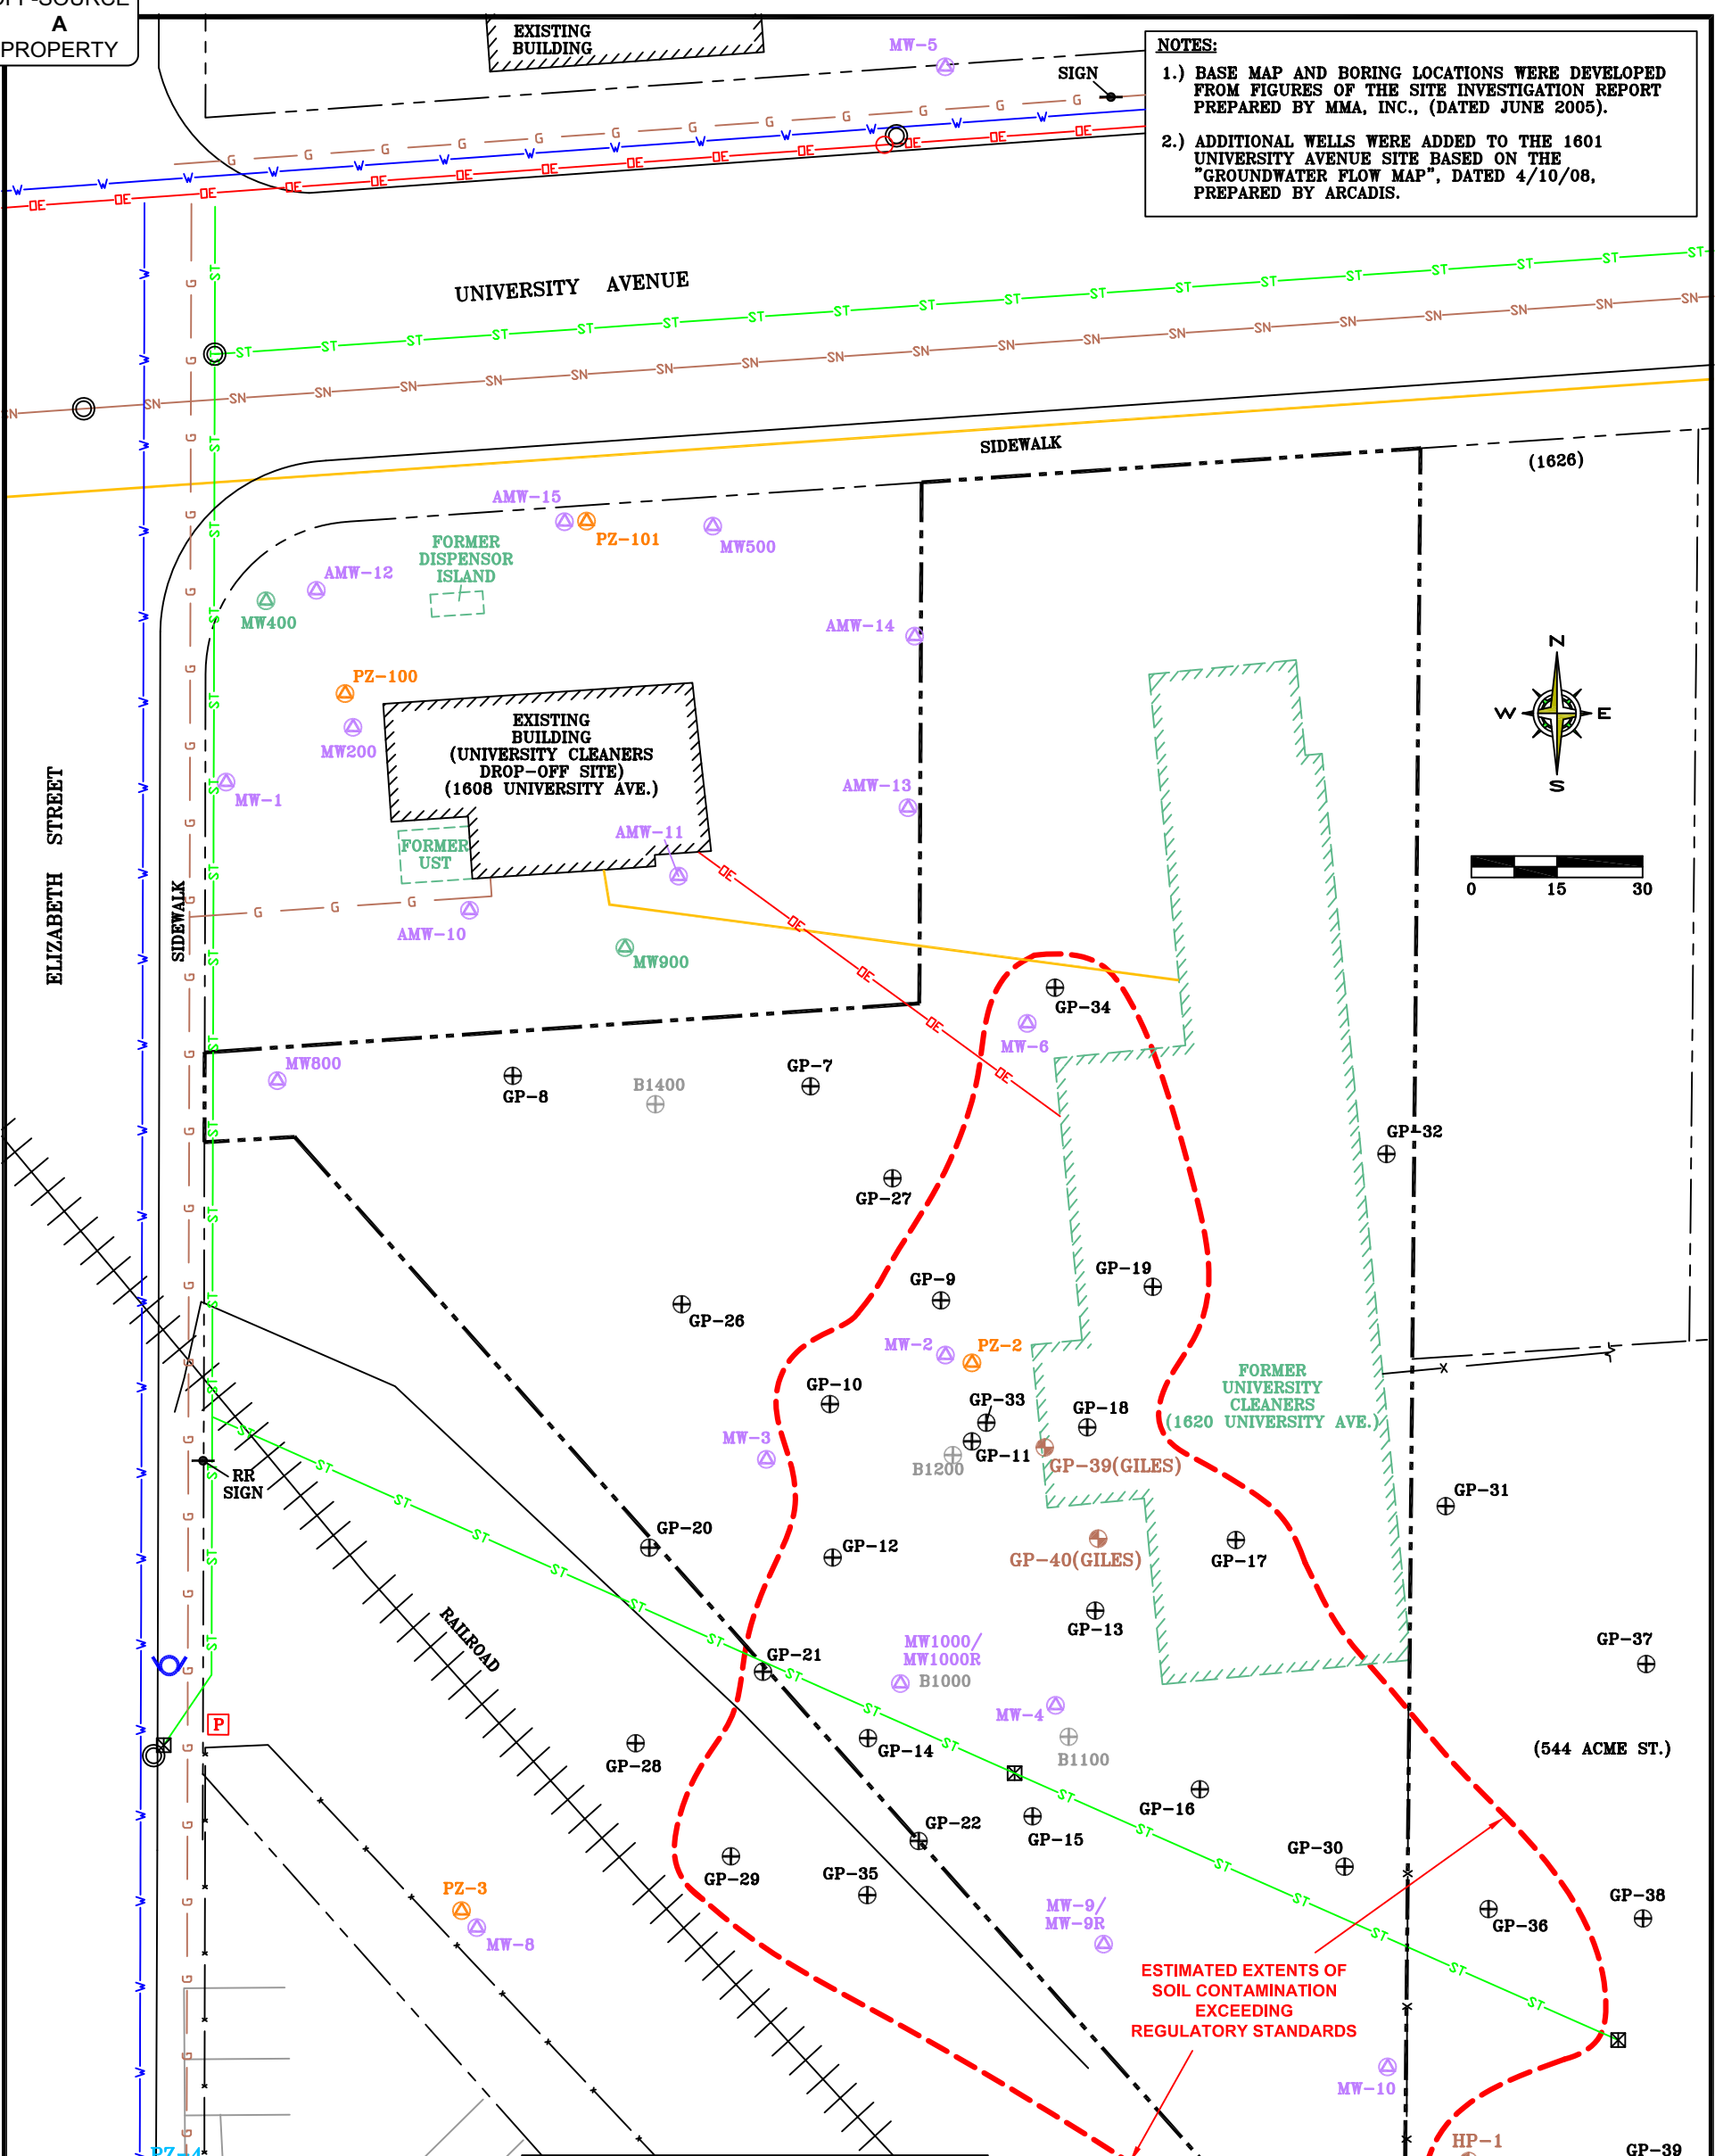 A
PROPERTY
EXISTING
BUILDING
MW-5
SIGN
NOTES:
1.) BASE MAP AND BORING LOCATIONS WERE DEVELOPED
FROM FIGURES OF THE SITE INVESTIGATION REPORT
PREPARED BY MMA, INC., (DATED JUNE 2005).
2.) ADDITIONAL WELLS WERE ADDED TO THE 1601
UNIVERSITY AVENUE SITE BASED ON THE
"GROUNDWATER FLOW MAP", DATED 4/10/08,
PREPARED BY ARCADIS.
UNIVERSITY AVENUE
SIDEWALK
(1626)
AMW-15
PZ-101
MW500
FORMER
DISPENSOR
ISLAND
AMW-12
MW400
AMW-14
N
W E
S
PZ-100
MW200
EXISTING
BUILDING
(UNIVERSITY CLEANERS
DROP-OFF SITE)
(1608 UNIVERSITY AVE.)
MW-1
AMW-13
AMW-11
FORMER
UST
ELIZABETH STREET
SIDEWALK
0 15 30
AMW-10
MW900
GP-34
MW-6
MW800
GP-8
B1400
GP-7
GP-32
GP-27
GP-19
GP-9
GP-26
MW-2
PZ-2
GP-10
GP-33
GP-18
FORMER
UNIVERSITY
CLEANERS
(1620 UNIVERSITY AVE.)
MW-3
GP-11
B1200
GP-39(GILES)
RR
SIGN
GP-31
GP-20
GP-12
GP-40(GILES)
GP-17
GP-13
RAILROAD
GP-21
MW1000/
MW1000R
B1000
GP-37
MW-4
P
GP-28
GP-14
B1100
(544 ACME ST.)
GP-16
GP-22
GP-15
GP-30
GP-29
GP-35
PZ-3
MW-8
MW-9/
MW-9R
GP-36
GP-38
ESTIMATED EXTENTS OF
SOIL CONTAMINATION
EXCEEDING
REGULATORY STANDARDS
MW-10
HP-1
GP-39
PZ-4